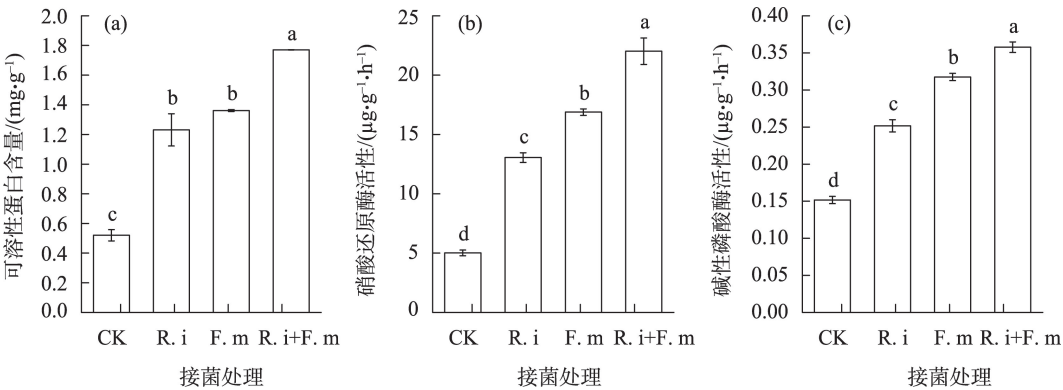 (a)
可溶性蛋白含量/(mg•g⁻¹)
2.0
1.8
1.6
1.4
1.2
1.0
0.8
0.6
0.4
0.2
0.0
c
b
b
a
CK R. i F. m R. i+F. m
接菌处理
(b)
硝酸还原酶活性/(μg•g⁻¹•h⁻¹)
25
20
15
10
5
0
d
c
b
a
CK R. i F. m R. i+F. m
接菌处理
(c)
碱性磷酸酶活性/(μg•g⁻¹•h⁻¹)
0.40
0.35
0.30
0.25
0.20
0.15
0.10
0.05
0.00
d
c
b
a
CK R. i F. m R. i+F. m
接菌处理